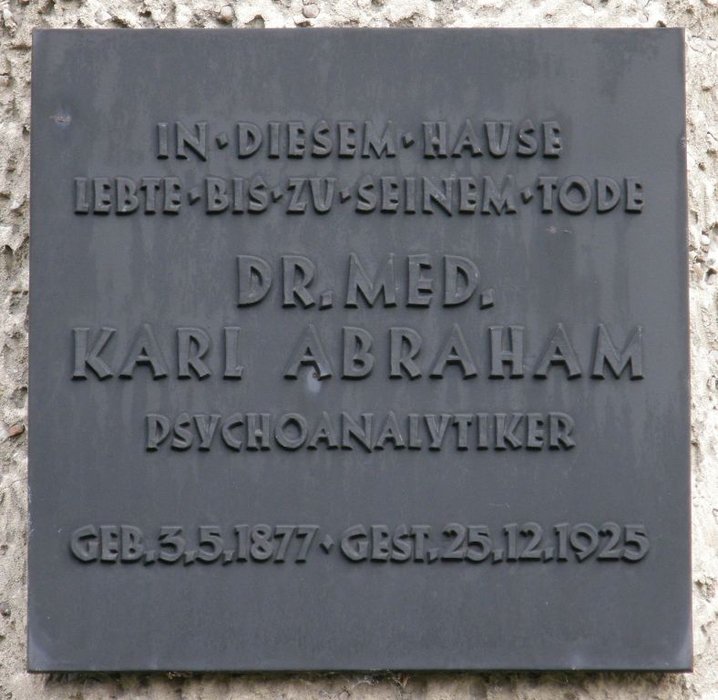 IN·DIESEM·HAUSE
LEBTE·BIS·ZU·SEINEM·TODE
DR. MED.
KARL ABRAHAM
PSYCHOANALYTIKER
GEB.3.5.1877·GEST.25.12.1925